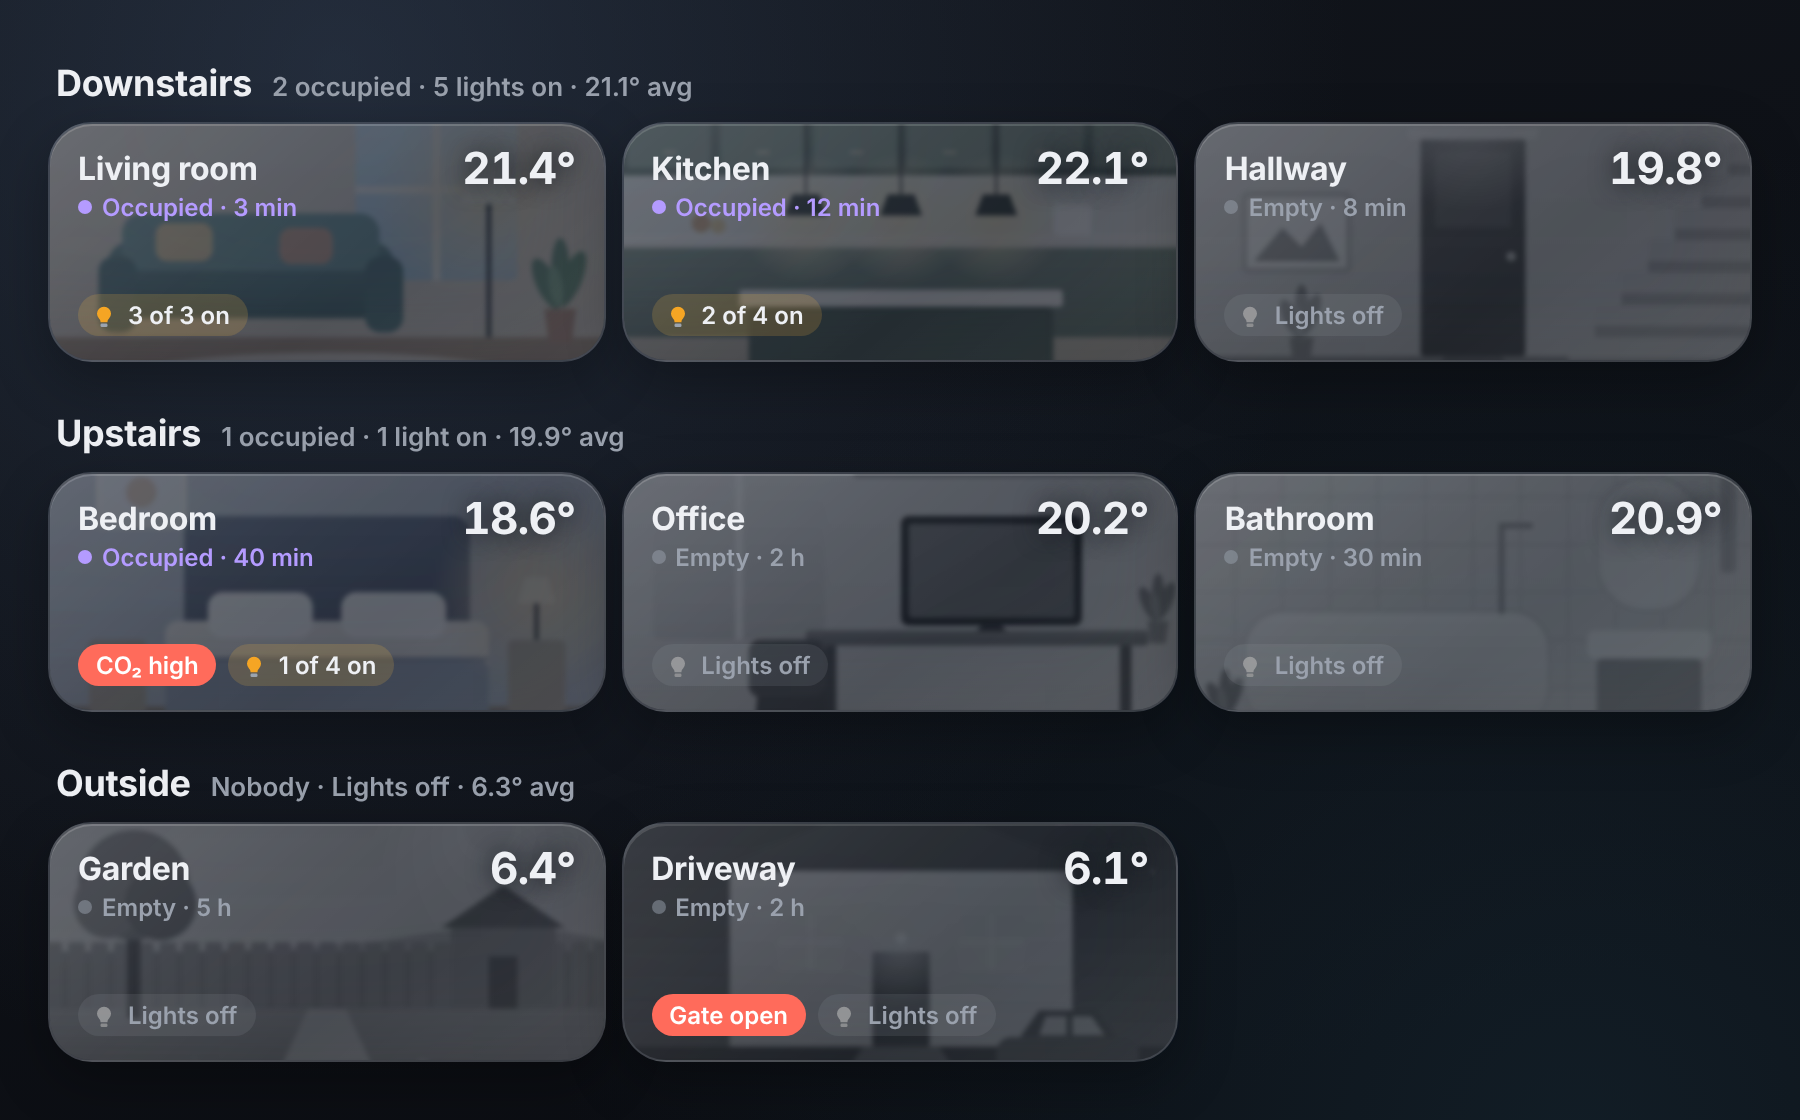 Downstairs 2 occupied · 5 lights on · 21.1° avg
Living room 21.4°
Occupied · 3 min
3 of 3 on
Kitchen 22.1°
Occupied · 12 min
2 of 4 on
Hallway 19.8°
Empty · 8 min
Lights off
Upstairs 1 occupied · 1 light on · 19.9° avg
Bedroom 18.6°
Occupied · 40 min
CO₂ high 1 of 4 on
Office 20.2°
Empty · 2 h
Lights off
Bathroom 20.9°
Empty · 30 min
Lights off
Outside Nobody · Lights off · 6.3° avg
Garden 6.4°
Empty · 5 h
Lights off
Driveway 6.1°
Empty · 2 h
Gate open Lights off